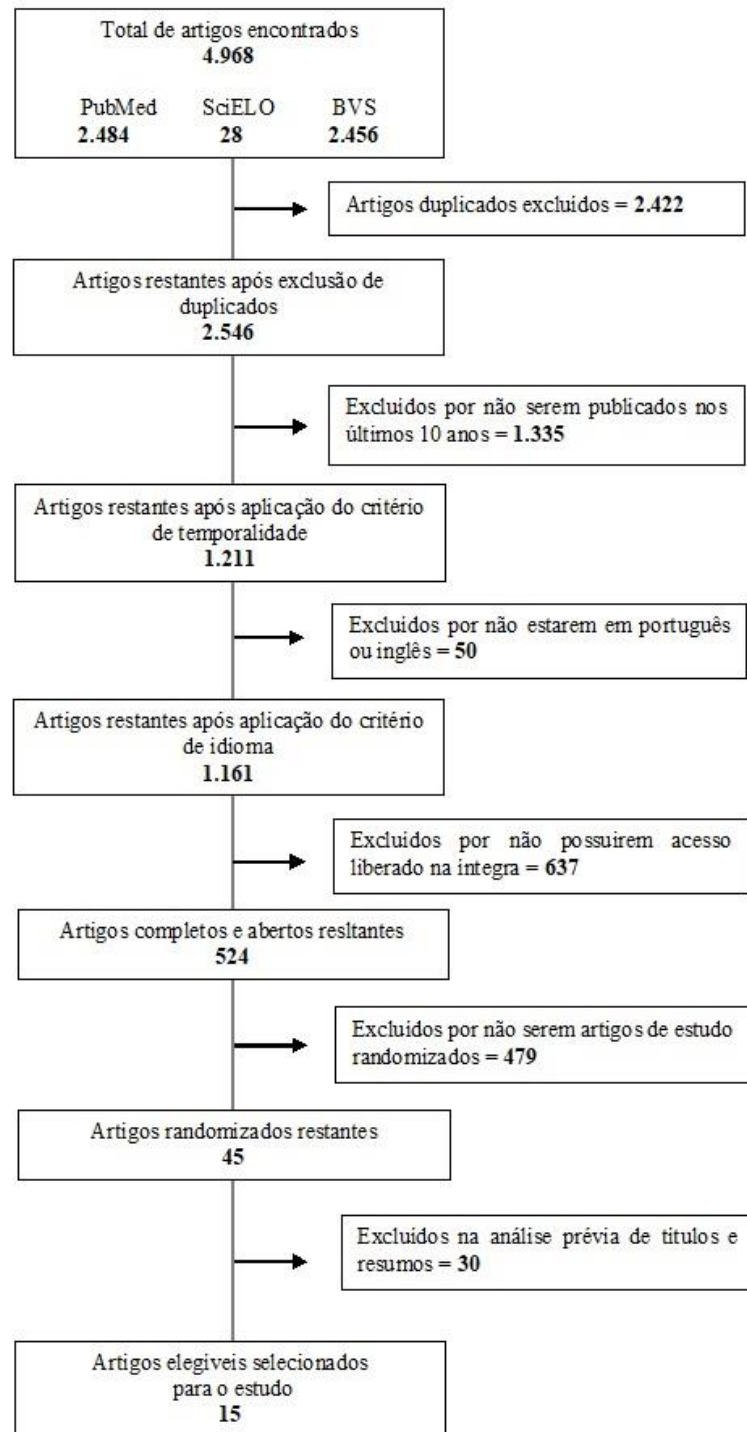 Total de artigos encontrados
4.968
PubMed SciELO BVS
2.484 28 2.456
Artigos duplicados excluídos = 2.422
Artigos restantes após exclusão de
duplicados
2.546
Excluídos por não serem publicados nos
últimos 10 anos = 1.335
Artigos restantes após aplicação do critério
de temporalidade
1.211
Excluídos por não estarem em português
ou inglês = 50
Artigos restantes após aplicação do critério
de idioma
1.161
Excluídos por não possuirem acesso
liberado na integra = 637
Artigos completos e abertos resltantes
524
Excluídos por não serem artigos de estudo
randomizados = 479
Artigos randomizados restantes
45
Excluídos na análise prévia de titulos e
resumos = 30
Artigos elegíveis selecionados
para o estudo
15